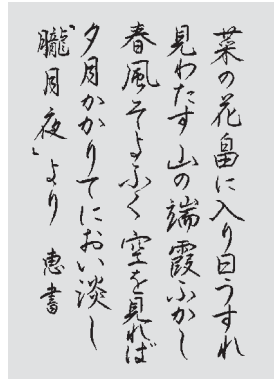 菜の花畠に入り日うすれ
見わたす山の端霞ふかし
春風そよふく空を見れば
夕月かかりてにおい淡し
「朧月夜」より 恵書